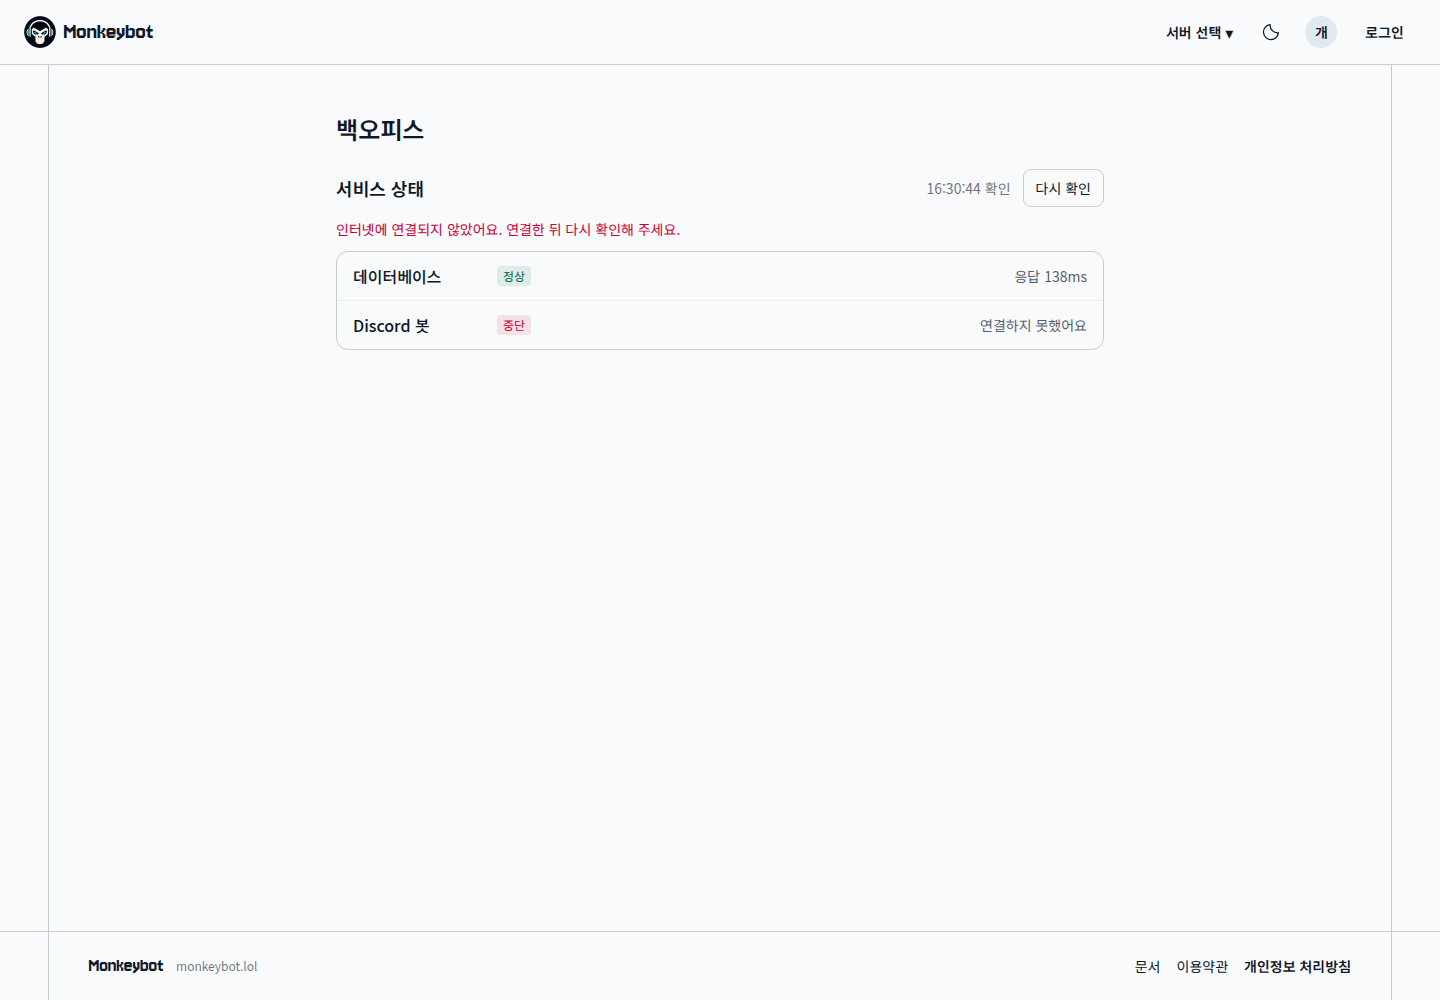 Monkeybot
서버 선택 ▾
개
로그인
백오피스
서비스 상태
16:30:44 확인
다시 확인
인터넷에 연결되지 않았어요. 연결한 뒤 다시 확인해 주세요.
데이터베이스 정상 응답 138ms
Discord 봇 중단 연결하지 못했어요
Monkeybot monkeybot.lol
문서 이용약관 개인정보 처리방침